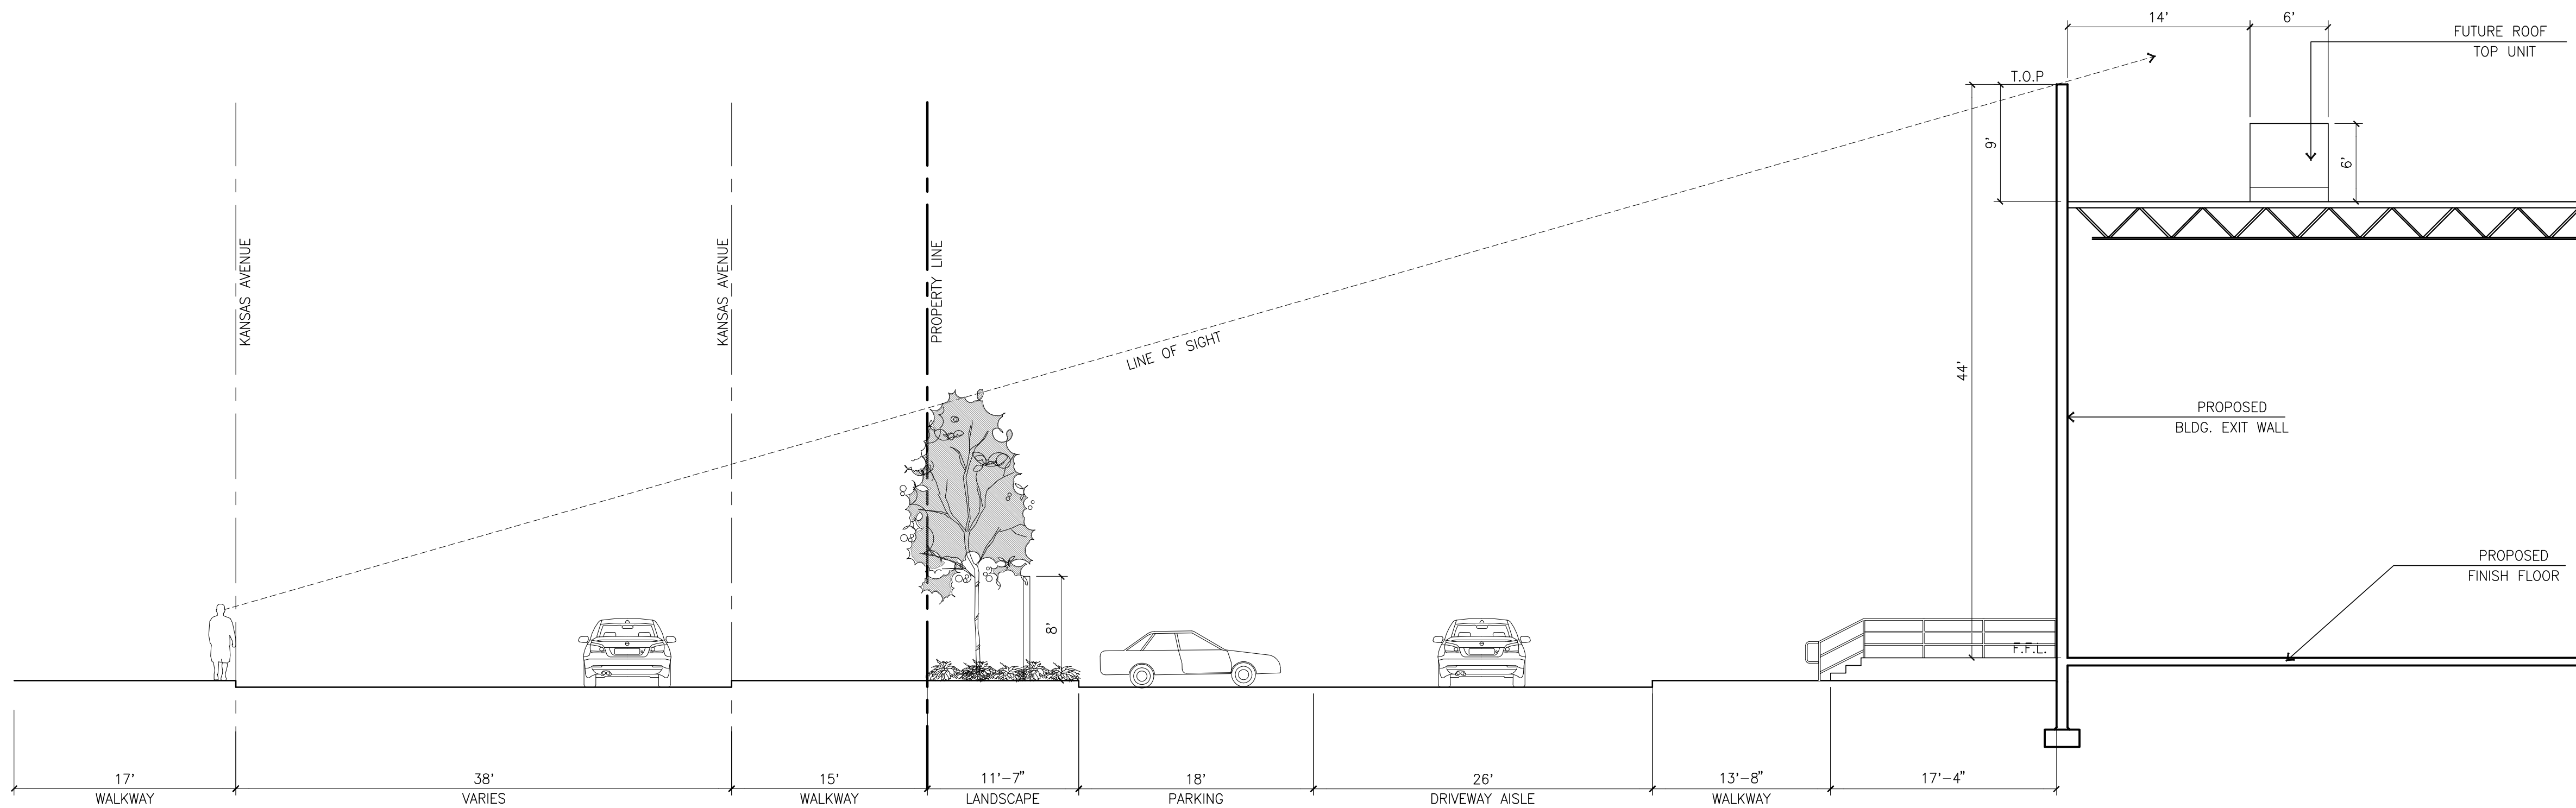 14'
6'
FUTURE ROOF
TOP UNIT
T.O.P
9'
6'
KANSAS AVENUE
KANSAS AVENUE
PROPERTY LINE
LINE OF SIGHT
44'
PROPOSED
BLDG. EXIT WALL
PROPOSED
FINISH FLOOR
8'
F.F.L.
17'
WALKWAY
38'
VARIES
15'
WALKWAY
11'-7"
LANDSCAPE
18'
PARKING
26'
DRIVEWAY AISLE
13'-8"
WALKWAY
17'-4"